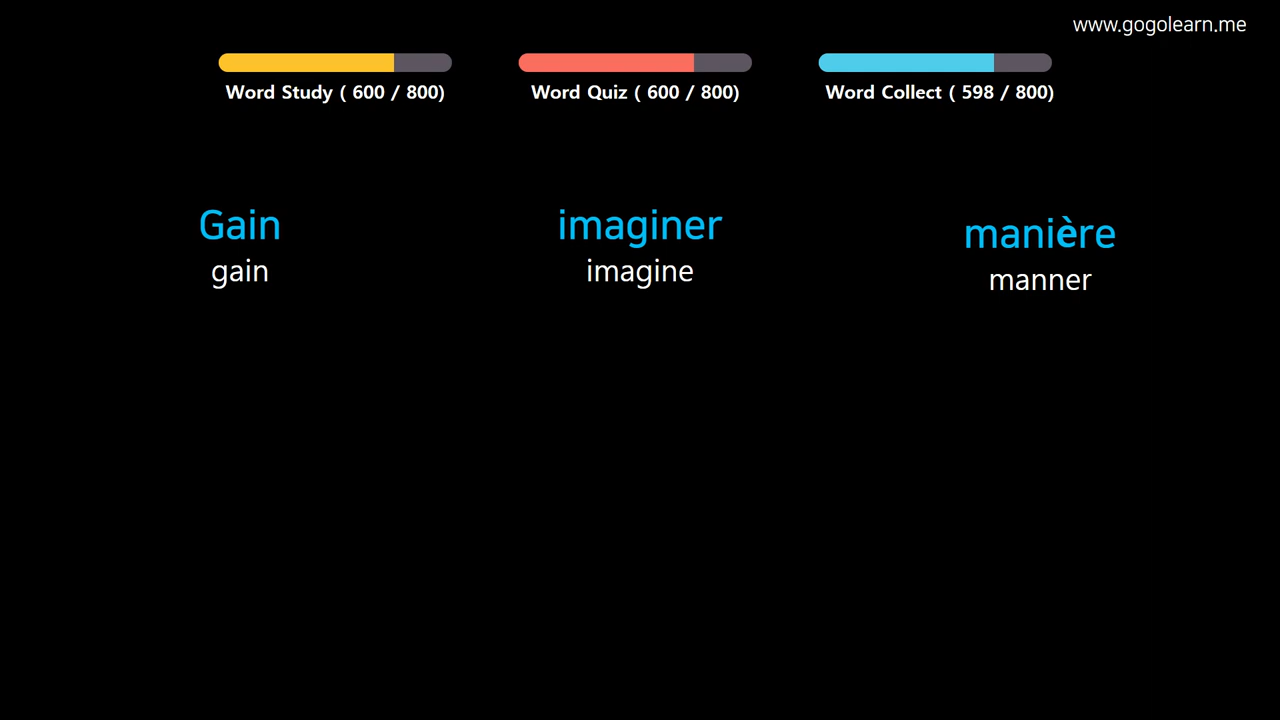 www.gogolearn.me
Word Study ( 600 / 800)
Word Quiz ( 600 / 800)
Word Collect ( 598 / 800)
Gain
gain
imaginer
imagine
manière
manner